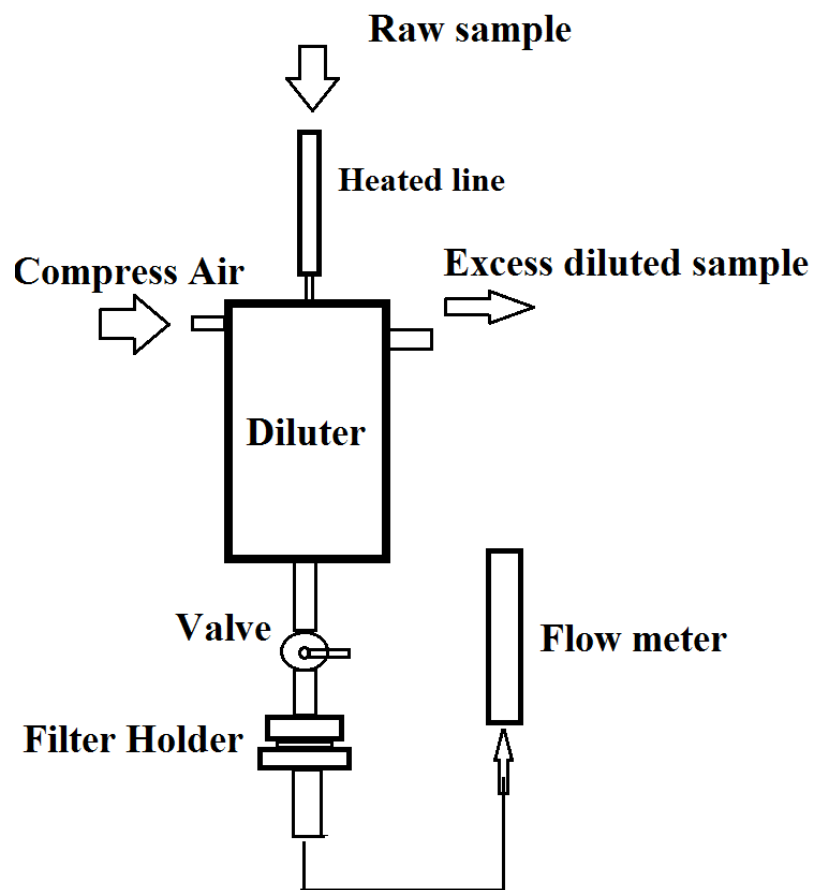 Raw sample
Heated line
Compress Air
Excess diluted sample
Diluter
Valve
Flow meter
Filter Holder